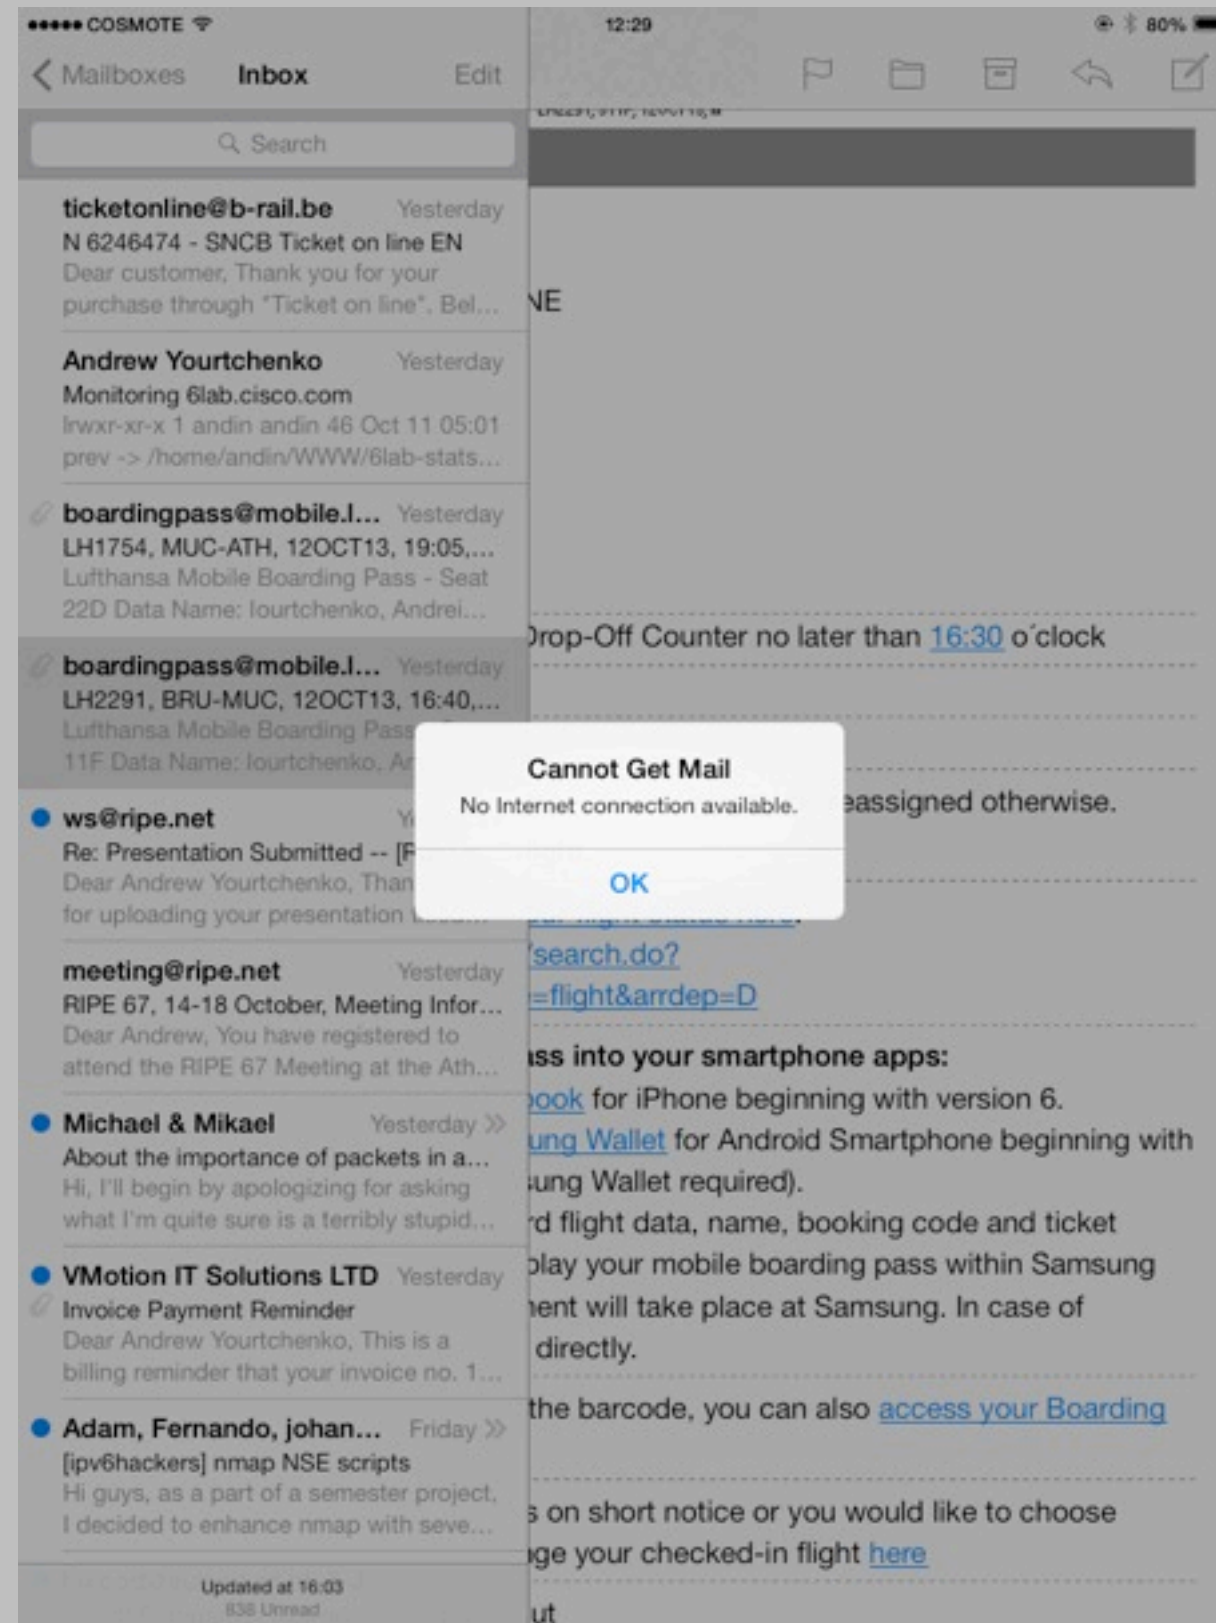 COSMOTE
12:29
80%
Mailboxes
Inbox
Edit
Search
ticketonline@b-rail.be Yesterday
N 6246474 - SNCB Ticket on line EN
Dear customer, Thank you for your
purchase through "Ticket on line". Bel...
Andrew Yourtchenko Yesterday
Monitoring 6lab.cisco.com
lrwxr-xr-x 1 andin andin 46 Oct 11 05:01
prev -> /home/andin/WWW/6lab-stats...
boardingpass@mobile.l... Yesterday
LH1754, MUC-ATH, 12OCT13, 19:05,...
Lufthansa Mobile Boarding Pass - Seat
22D Data Name: Iourtchenko, Andrei...
boardingpass@mobile.l... Yesterday
LH2291, BRU-MUC, 12OCT13, 16:40,...
Lufthansa Mobile Boarding Pass
11F Data Name: Iourtchenko,
ws@ripe.net
Re: Presentation Submitted -- [
Dear Andrew Yourtchenko, Than
for uploading your presentation
meeting@ripe.net Yesterday
RIPE 67, 14-18 October, Meeting Infor...
Dear Andrew, You have registered to
attend the RIPE 67 Meeting at the Ath...
Michael & Mikael Yesterday
About the importance of packets in a...
Hi, I'll begin by apologizing for asking
what I'm quite sure is a terribly stupid...
VMotion IT Solutions LTD Yesterday
Invoice Payment Reminder
Dear Andrew Yourtchenko, This is a
billing reminder that your invoice no. 1...
Adam, Fernando, johan... Friday
[ipv6hackers] nmap NSE scripts
Hi guys, as a part of a semester project,
I decided to enhance nmap with seve...
Updated at 16:03
838 Unread
NE
Drop-Off Counter no later than 16:30 o´clock
eassigned otherwise.
Cannot Get Mail
No Internet connection available.
OK
/search.do?
=flight&arrdep=D
ass into your smartphone apps:
book for iPhone beginning with version 6.
ung Wallet for Android Smartphone beginning with
sung Wallet required).
rd flight data, name, booking code and ticket
play your mobile boarding pass within Samsung
nent will take place at Samsung. In case of
directly.
the barcode, you can also access your Boarding
s on short notice or you would like to choose
ge your checked-in flight here
ut